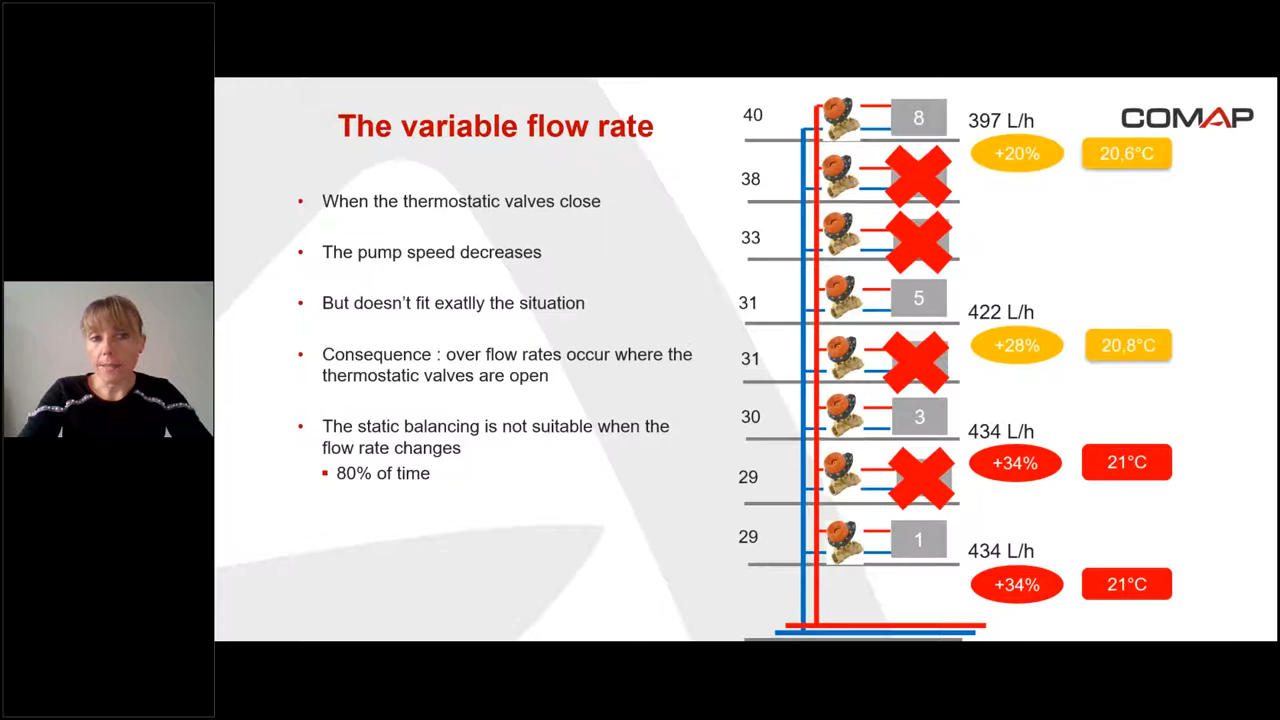 The variable flow rate
• When the thermostatic valves close
• The pump speed decreases
• But doesn't fit exatlly the situation
• Consequence : over flow rates occur where the
thermostatic valves are open
• The static balancing is not suitable when the
flow rate changes
▪ 80% of time
COMAP
40 8 397 L/h
+20% 20,6°C
38
33
31 5 422 L/h
+28% 20,8°C
31
30 3 434 L/h
+34% 21°C
29
29 1 434 L/h
+34% 21°C